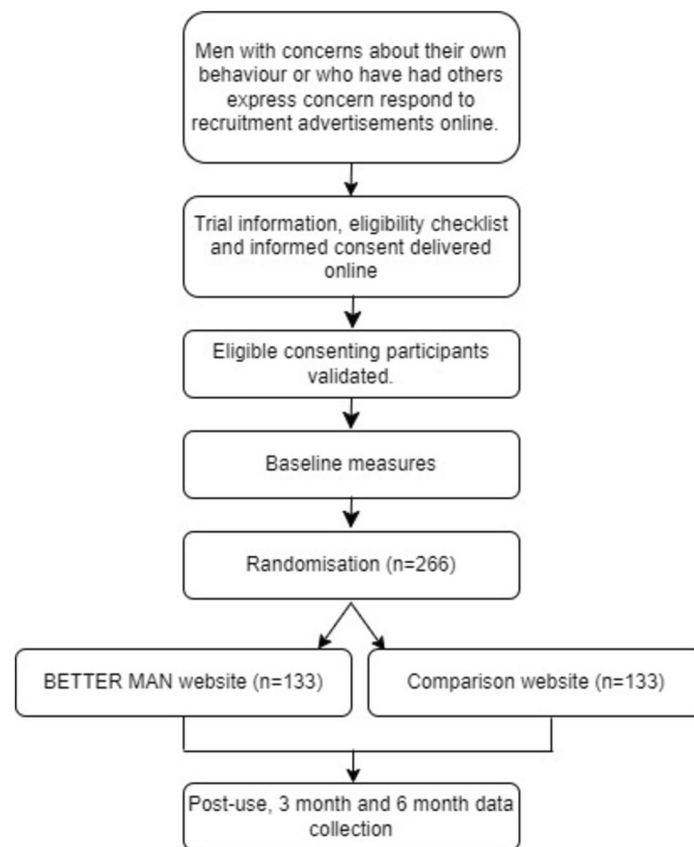 Men with concerns about their own
behaviour or who have had others
express concern respond to
recruitment advertisements online.
Trial information, eligibility checklist
and informed consent delivered
online
Eligible consenting participants
validated.
Baseline measures
Randomisation (n=266)
BETTER MAN website (n=133)
Comparison website (n=133)
Post-use, 3 month and 6 month data
collection